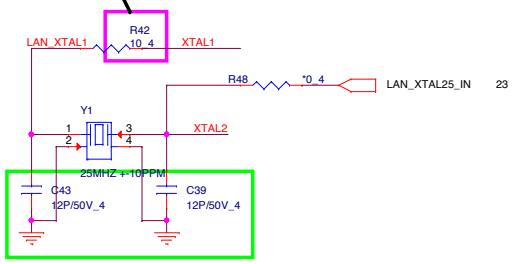 R42
LAN_XTAL1 10_4 XTAL1
R48 *0_4 LAN_XTAL25_IN 23
Y1
1 3 XTAL2
2 4
25MHZ +-10PPM
C43 C39
12P/50V_4 12P/50V_4